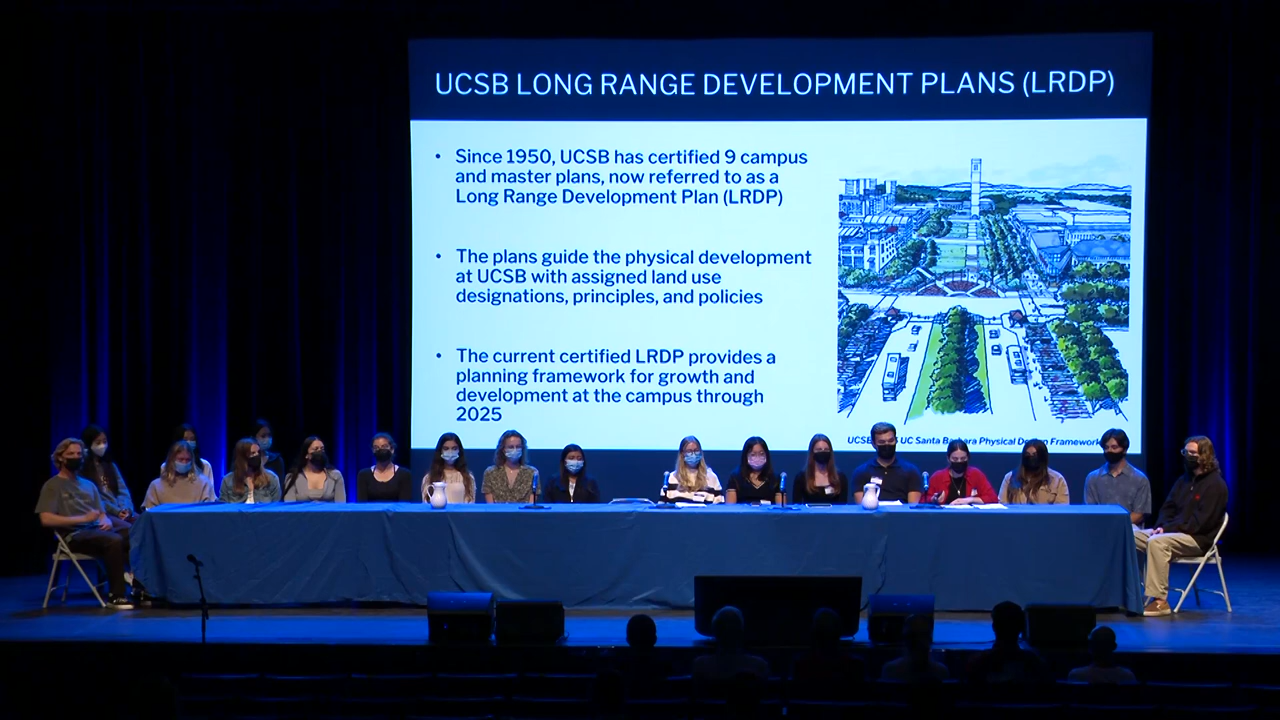 UCSB LONG RANGE DEVELOPMENT PLANS (LRDP)
• Since 1950, UCSB has certified 9 campus
and master plans, now referred to as a
Long Range Development Plan (LRDP)
• The plans guide the physical development
at UCSB with assigned land use
designations, principles, and policies
• The current certified LRDP provides a
planning framework for growth and
development at the campus through
2025
UC Santa Barbara Physical Design Framework